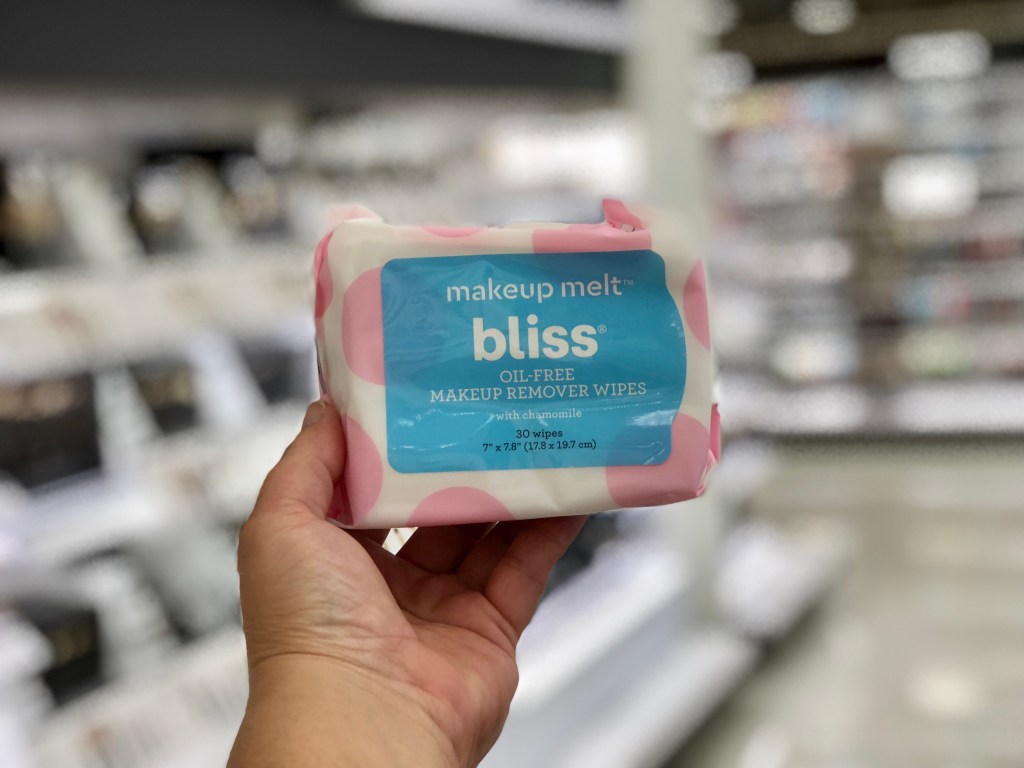 makeup melt™
bliss®
OIL-FREE
MAKEUP REMOVER WIPES
with chamomile
30 wipes
7" x 7.8" (17.8 x 19.7 cm)